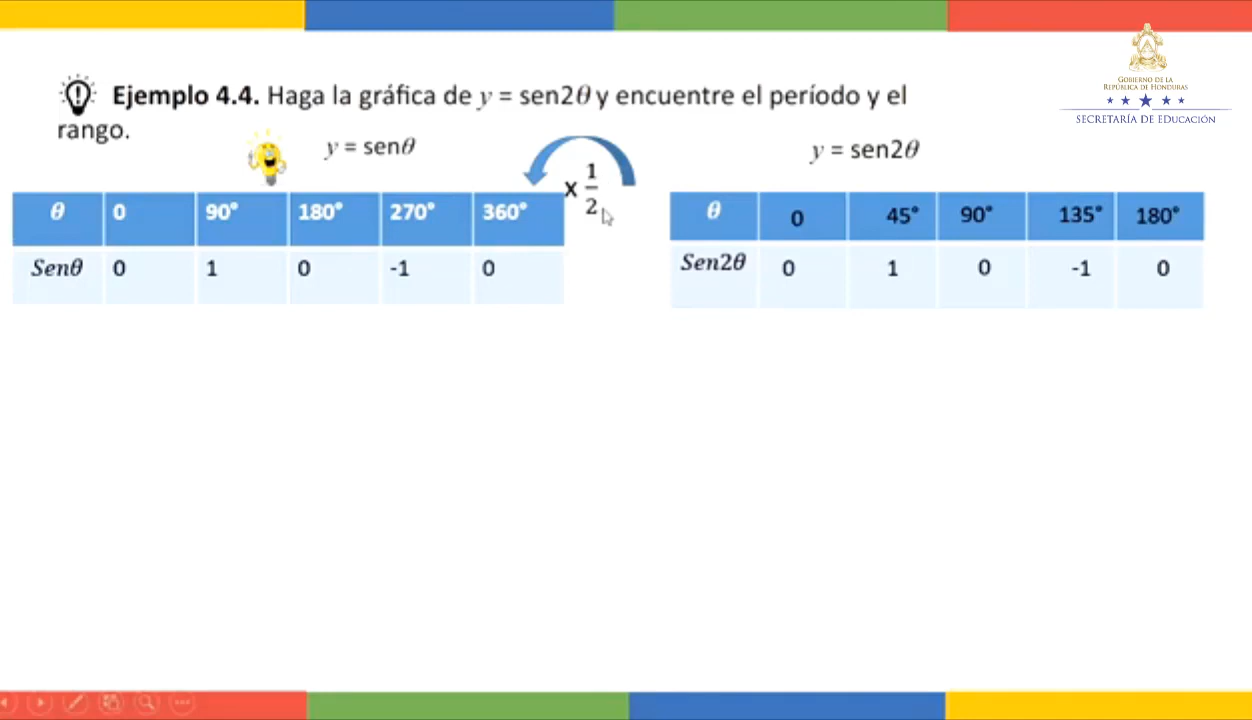 Ejemplo 4.4. Haga la gráfica de y = sen2θ y encuentre el período y el
rango.
GOBIERNO DE LA
REPÚBLICA DE HONDURAS
SECRETARÍA DE EDUCACIÓN
y = senθ
x 1/2
y = sen2θ
θ 0 90° 180° 270° 360°
Senθ 0 1 0 -1 0
θ 0 45° 90° 135° 180°
Sen2θ 0 1 0 -1 0